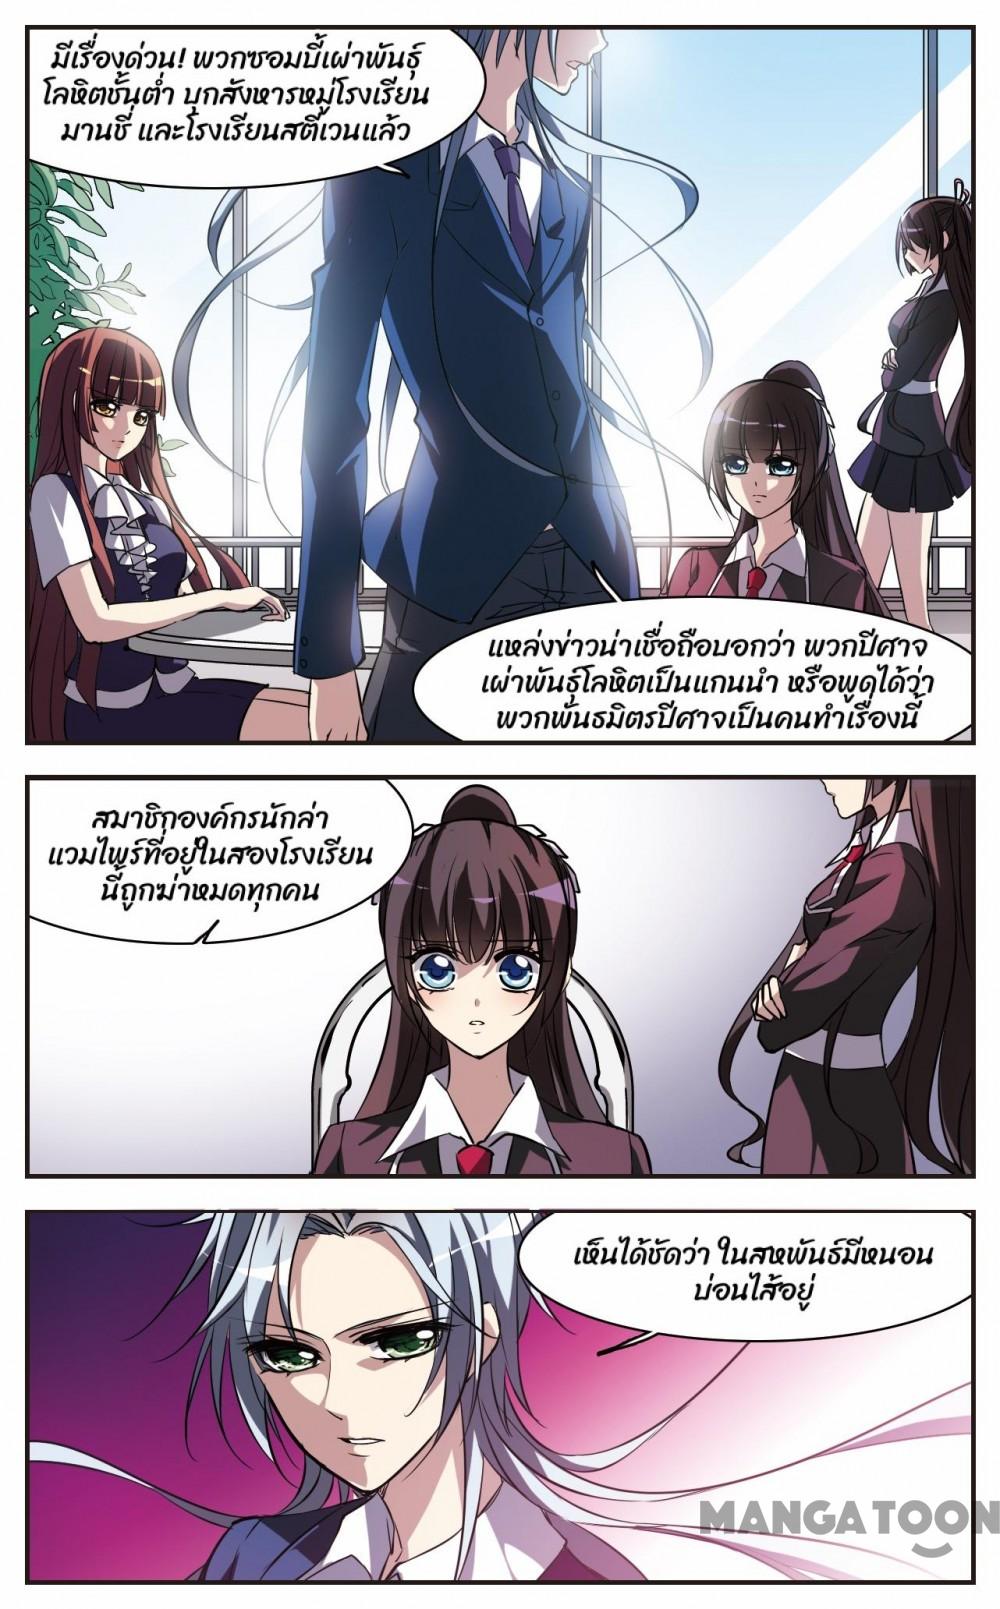 มีเรื่องด่วน! พวกซอมบี้เผ่าพันธุ์
โลหิตชั้นต่ำ บุกสังหารหมู่โรงเรียน
มานชี่ และโรงเรียนสตีเวนแล้ว
แหล่งข่าวน่าเชื่อถือบอกว่า พวกปีศาจ
เผ่าพันธุ์โลหิตเป็นแกนนำ หรือพูดได้ว่า
พวกพันธมิตรปีศาจเป็นคนทำเรื่องนี้
สมาชิกองค์กรนักล่า
แวมไพร์ที่อยู่ในสองโรงเรียน
นี้ถูกฆ่าหมดทุกคน
เห็นได้ชัดว่า ในสหพันธ์มีหนอน
บ่อนไส้อยู่
MANGATOON